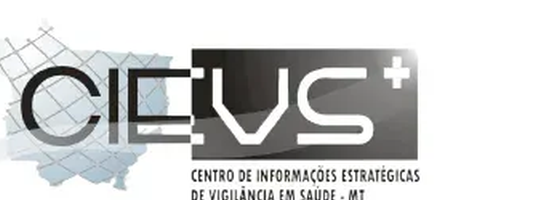 CIEVS+
CENTRO DE INFORMAÇÕES ESTRATÉGICAS
DE VIGILÂNCIA EM SAÚDE - MT